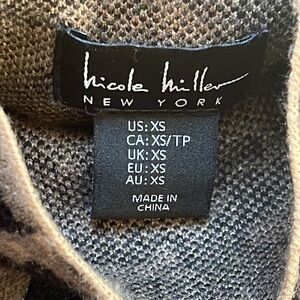 Nicole Miller
NEW YORK
US: XS
CA: XS/TP
UK: XS
EU: XS
AU: XS
MADE IN
CHINA